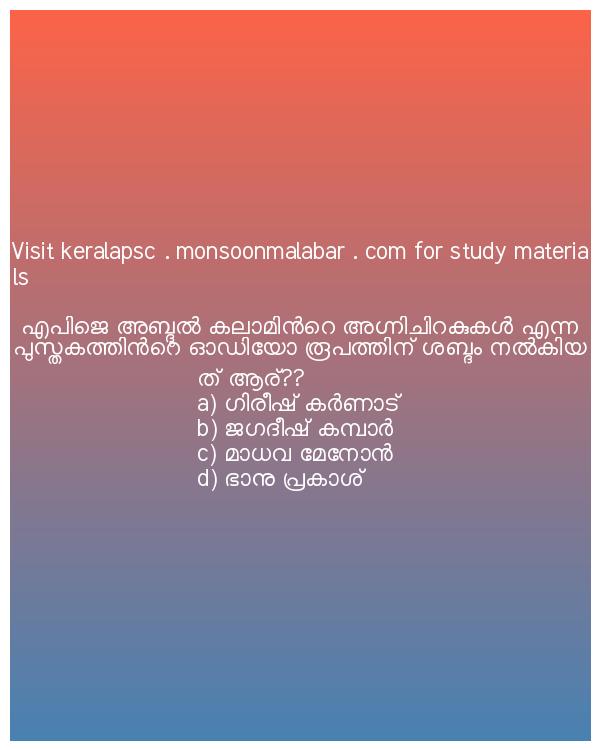 Visit keralapsc . monsoonmalabar . com for study materia
ls
എപിജെ അബ്ദുൽ കലാമിൻറെ അഗ്നിചിറകുകൾ എന്ന
പുസ്തകത്തിൻറെ ഓഡിയോ രൂപത്തിന് ശബ്ദം നൽകിയ
ത് ആര്??
a) ഗിരീഷ് കർണാട്
b) ജഗദീഷ് കമ്പാർ
c) മാധവ മേനോൻ
d) ഭാനു പ്രകാശ്